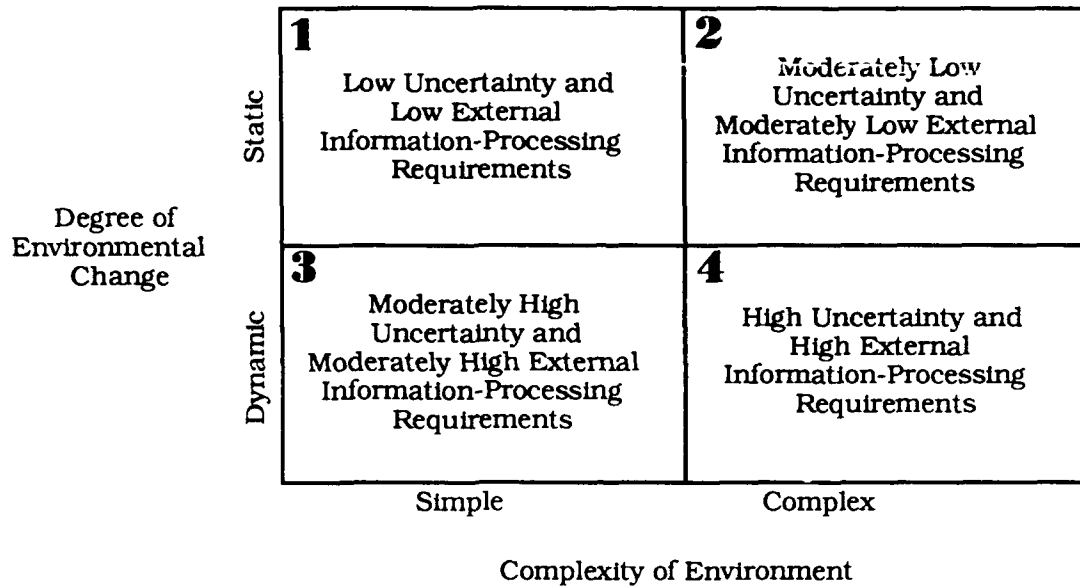 1
Low Uncertainty and
Low External
Information-Processing
Requirements
2
Moderately Low
Uncertainty and
Moderately Low External
Information-Processing
Requirements
Static
Degree of
Environmental
Change
3
Moderately High
Uncertainty and
Moderately High External
Information-Processing
Requirements
4
High Uncertainty and
High External
Information-Processing
Requirements
Dynamic
Simple
Complex
Complexity of Environment